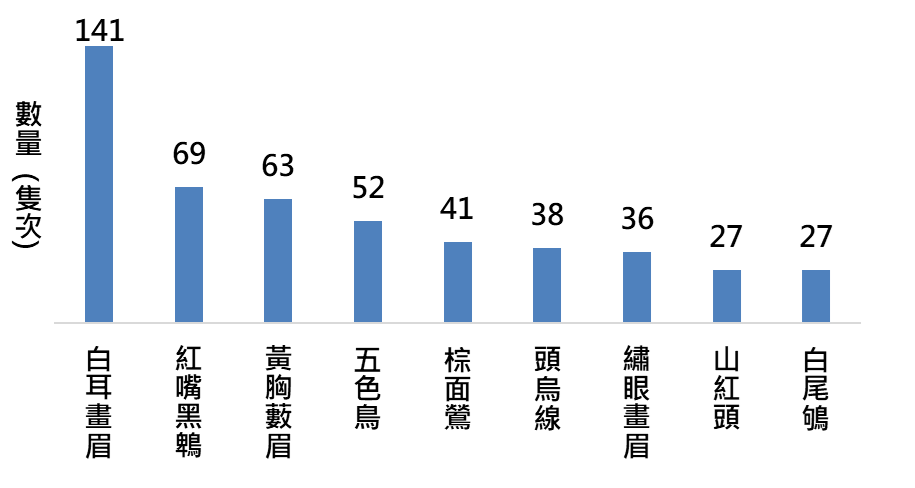 數量（隻次）
141
69
63
52
41
38
36
27
27
白耳畫眉
紅嘴黑鵯
黃胸藪眉
五色鳥
棕面鶯
頭烏線
繡眼畫眉
山紅頭
白尾鴝